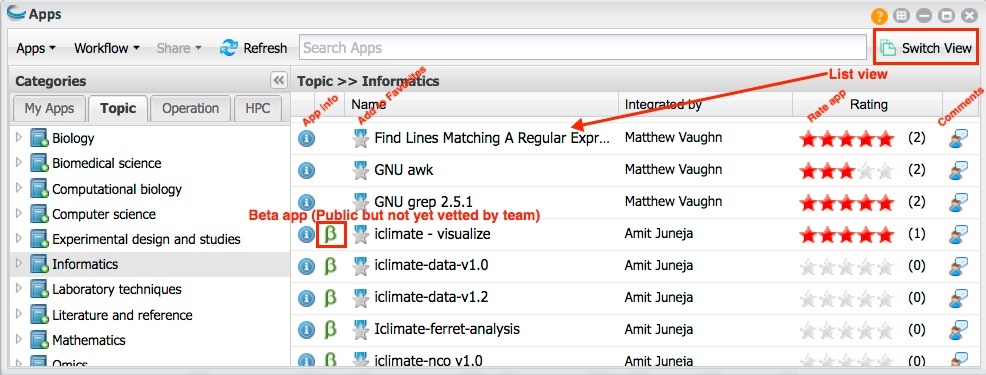 Apps
?
Apps Workflow Share Refresh Search Apps Switch View
Categories
My Apps Topic Operation HPC
Biology
Biomedical science
Computational biology
Computer science
Experimental design and studies
Informatics
Laboratory techniques
Literature and reference
Mathematics
Omics
Topic >> Informatics
List view
App info Add to Favorites Rate app Comments
Name Integrated by Rating
Find Lines Matching A Regular Expr... Matthew Vaughn (2)
GNU awk Matthew Vaughn (2)
GNU grep 2.5.1 Matthew Vaughn (2)
Beta app (Public but not yet vetted by team)
β iclimate - visualize Amit Juneja (1)
β iclimate-data-v1.0 Amit Juneja (0)
β iclimate-data-v1.2 Amit Juneja (0)
β Iclimate-ferret-analysis Amit Juneja (0)
β iclimate-nco v1.0 Amit Juneja (0)